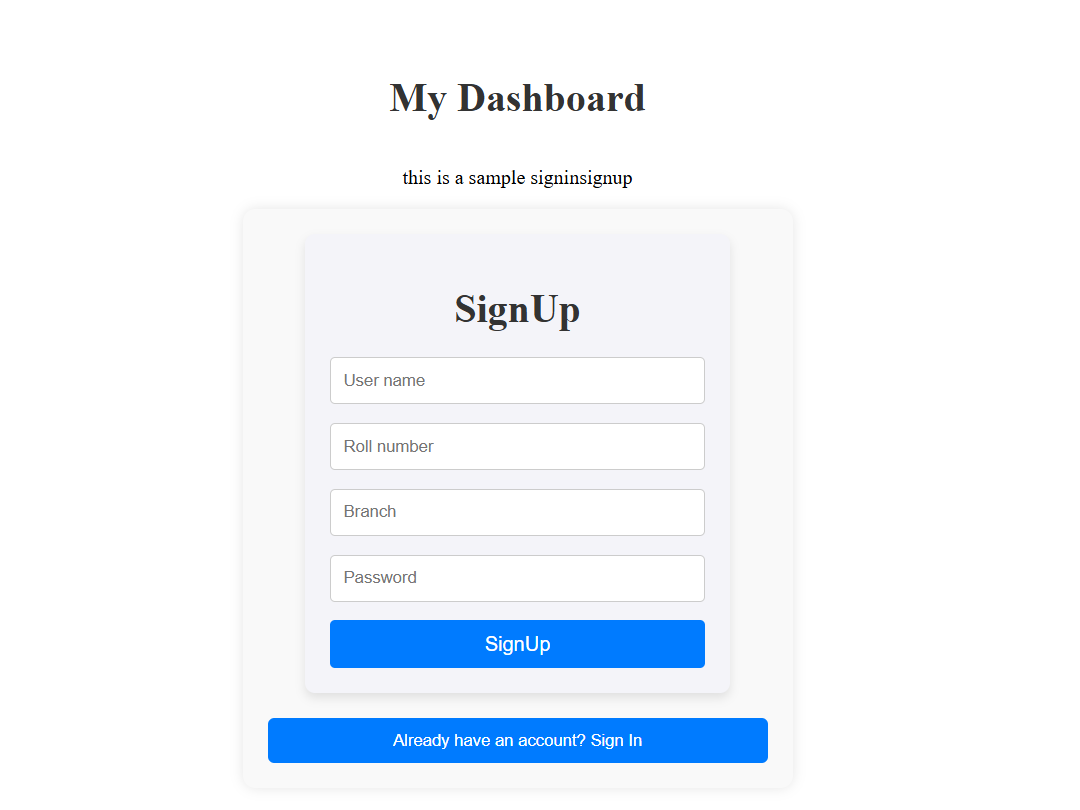 My Dashboard
this is a sample signinsignup
SignUp
User name
Roll number
Branch
Password
SignUp
Already have an account? Sign In